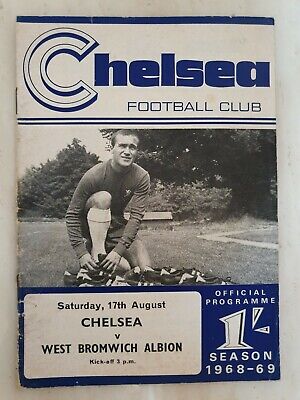 Chelsea
FOOTBALL CLUB
Saturday, 17th August
CHELSEA
v
WEST BROMWICH ALBION
Kick-off 3 p.m.
OFFICIAL
PROGRAMME
1/-
SEASON
1968-69